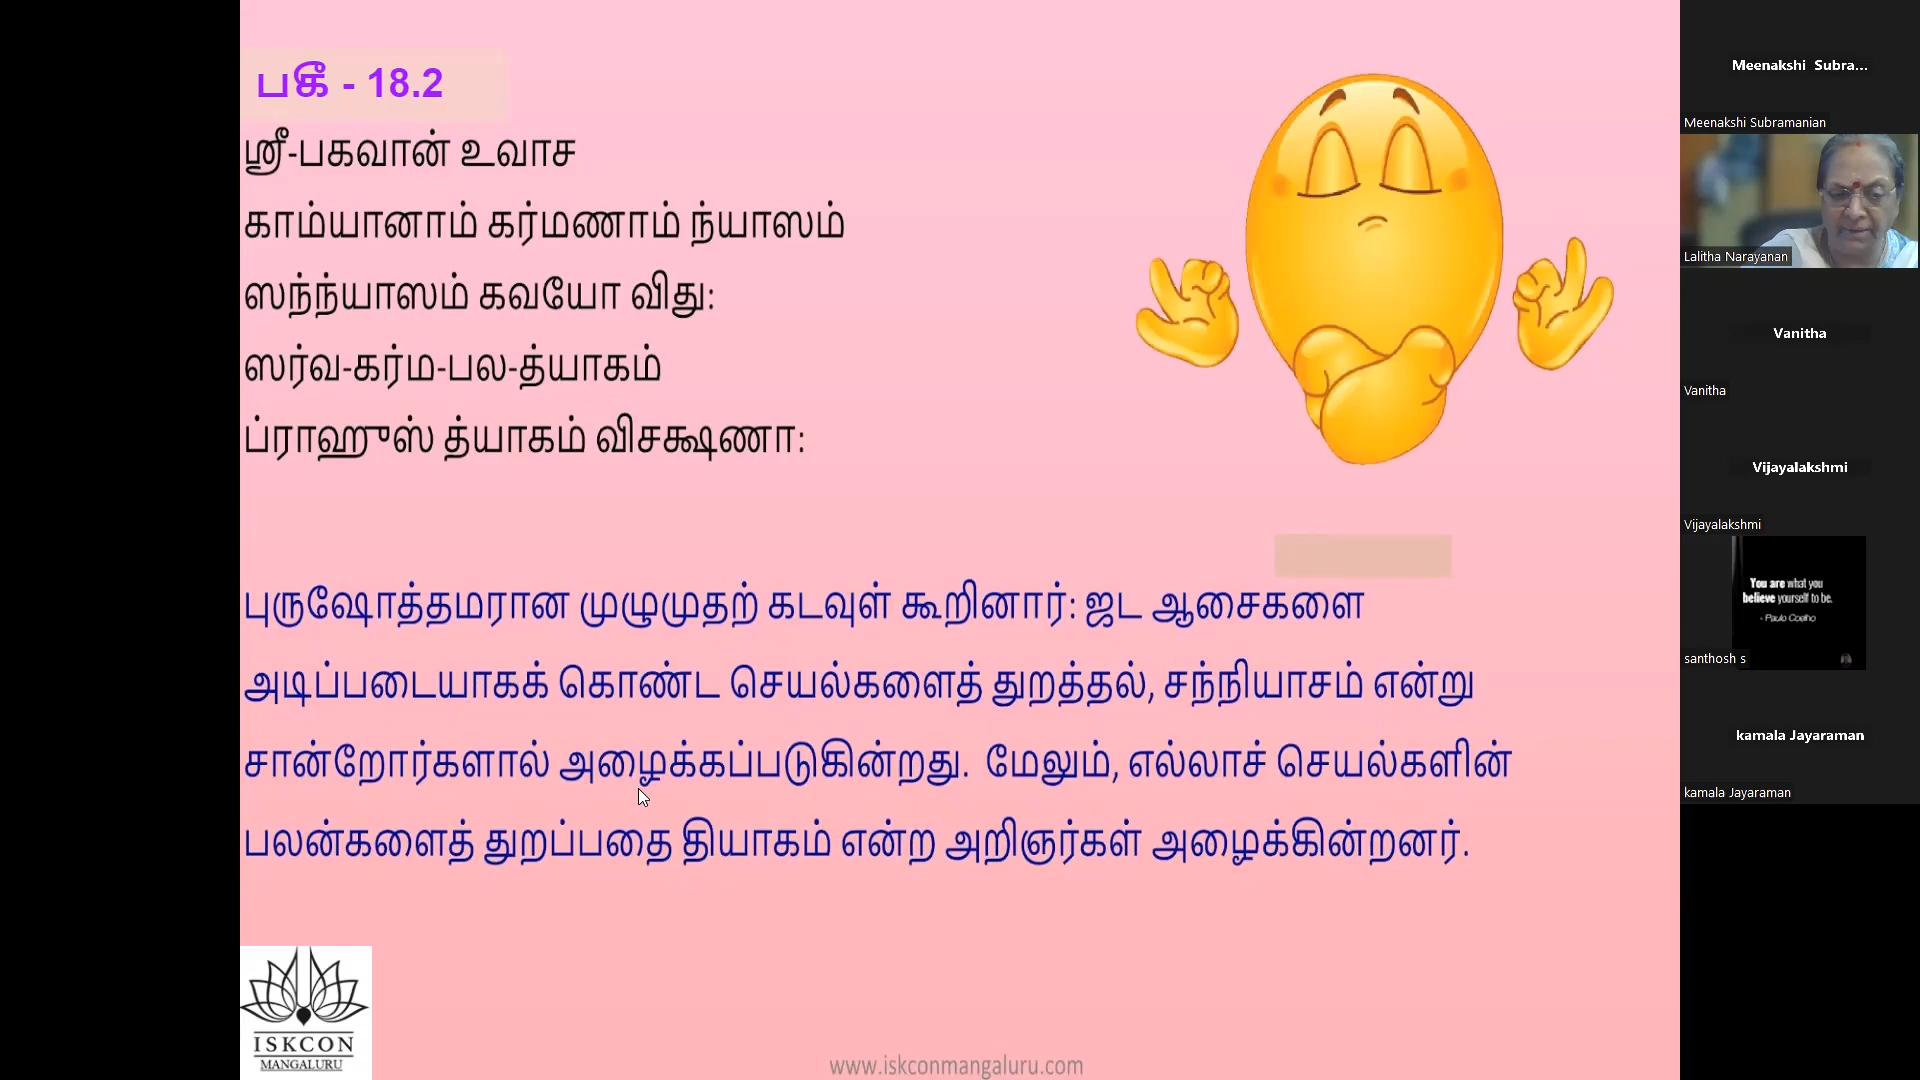 பகீ - 18.2
ஸ்ரீ-பகவான் உவாச
காம்யானாம் கர்மணாம் ந்யாஸம்
ஸந்ந்யாஸம் கவயோ விது:
ஸர்வ-கர்ம-பல-த்யாகம்
ப்ராஹுஸ் த்யாகம் விசக்ஷணா:
புருஷோத்தமரான முழுமுதற் கடவுள் கூறினார்: ஜட ஆசைகளை
அடிப்படையாகக் கொண்ட செயல்களைத் துறத்தல், சந்நியாசம் என்று
சான்றோர்களால் அழைக்கப்படுகின்றது. மேலும், எல்லாச் செயல்களின்
பலன்களைத் துறப்பதை தியாகம் என்ற அறிஞர்கள் அழைக்கின்றனர்.
ISKCON
MANGALURU
www.iskconmangaluru.com
Meenakshi Subra...
Meenakshi Subramanian
Lalitha Narayanan
Vanitha
Vanitha
Vijayalakshmi
Vijayalakshmi
You are what you
believe yourself to be.
- Paulo Coelho
santhosh s
kamala Jayaraman
kamala Jayaraman